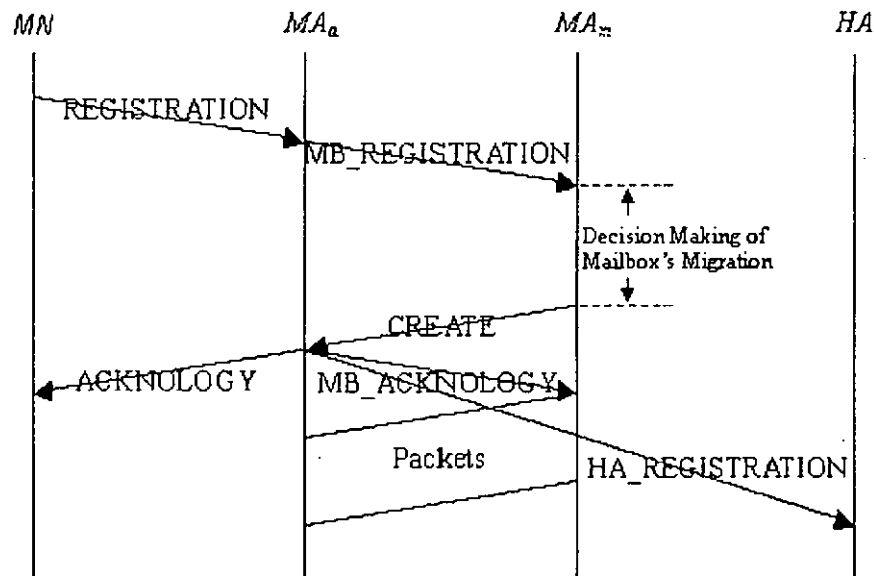 MN MAa MAm HA
REGISTRATION
MB_REGISTRATION
Decision Making of
Mailbox's Migration
CREATE
ACKNOLOGY MB_ACKNOLOGY
Packets HA_REGISTRATION